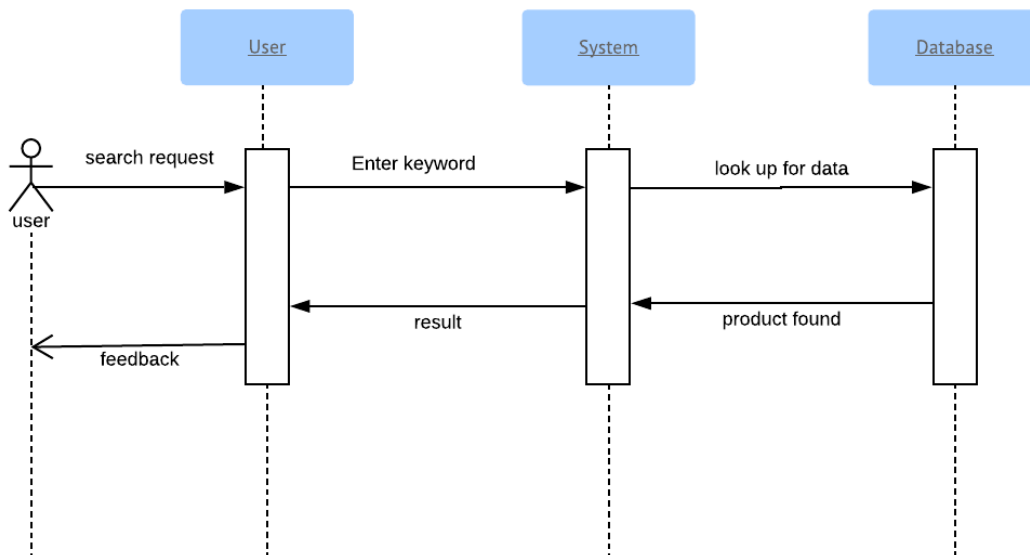 User
System
Database
search request
Enter keyword
look up for data
user
result
product found
feedback